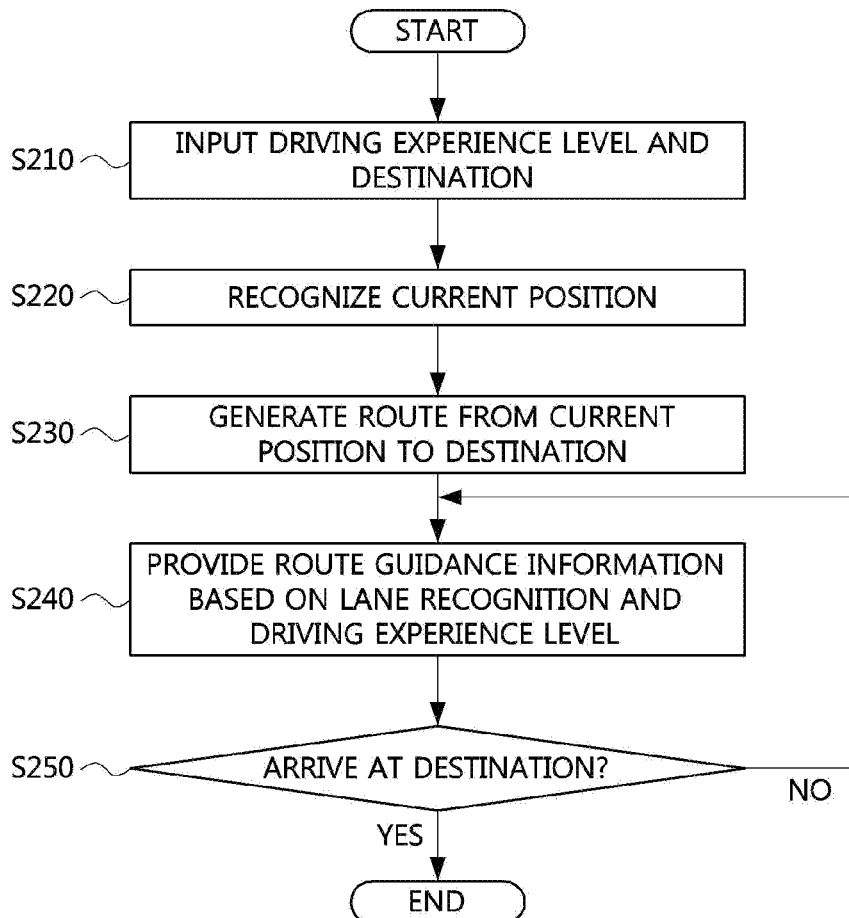 START
S210
INPUT DRIVING EXPERIENCE LEVEL AND
DESTINATION
S220
RECOGNIZE CURRENT POSITION
S230
GENERATE ROUTE FROM CURRENT
POSITION TO DESTINATION
S240
PROVIDE ROUTE GUIDANCE INFORMATION
BASED ON LANE RECOGNITION AND
DRIVING EXPERIENCE LEVEL
S250
ARRIVE AT DESTINATION?
NO
YES
END